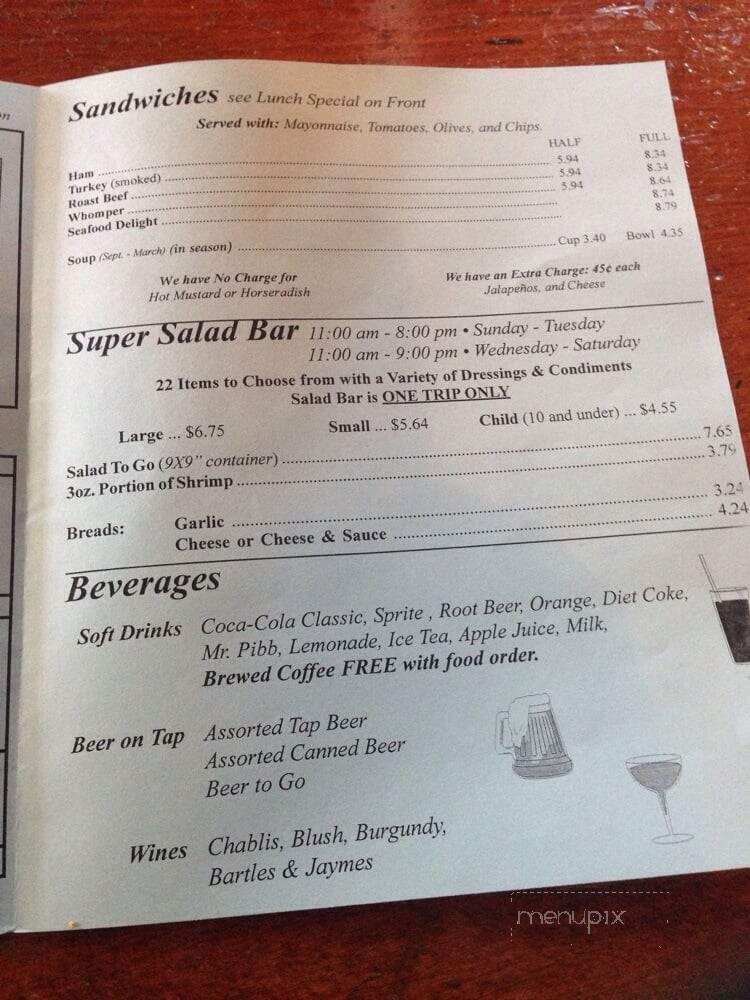 on
Sandwiches see Lunch Special on Front
Served with: Mayonnaise, Tomatoes, Olives, and Chips.
HALF FULL
Ham 5.94 8.34
Turkey (smoked) 5.94 8.34
Roast Beef 5.94 8.64
Whomper 8.74
Seafood Delight 8.79
Soup (Sept. - March) (in season) Cup 3.40 Bowl 4.35
We have No Charge for
Hot Mustard or Horseradish
We have an Extra Charge: 45¢ each
Jalapeños, and Cheese
Super Salad Bar 11:00 am - 8:00 pm • Sunday - Tuesday
11:00 am - 9:00 pm • Wednesday - Saturday
22 Items to Choose from with a Variety of Dressings & Condiments
Salad Bar is ONE TRIP ONLY
Large ... $6.75 Small ... $5.64 Child (10 and under) ... $4.55
Salad To Go (9X9" container) 7.65
3oz. Portion of Shrimp 3.79
Breads: Garlic 3.24
Cheese or Cheese & Sauce 4.24
Beverages
Soft Drinks Coca-Cola Classic, Sprite , Root Beer, Orange, Diet Coke,
Mr. Pibb, Lemonade, Ice Tea, Apple Juice, Milk,
Brewed Coffee FREE with food order.
Beer on Tap Assorted Tap Beer
Assorted Canned Beer
Beer to Go
Wines Chablis, Blush, Burgundy,
Bartles & Jaymes
menupix